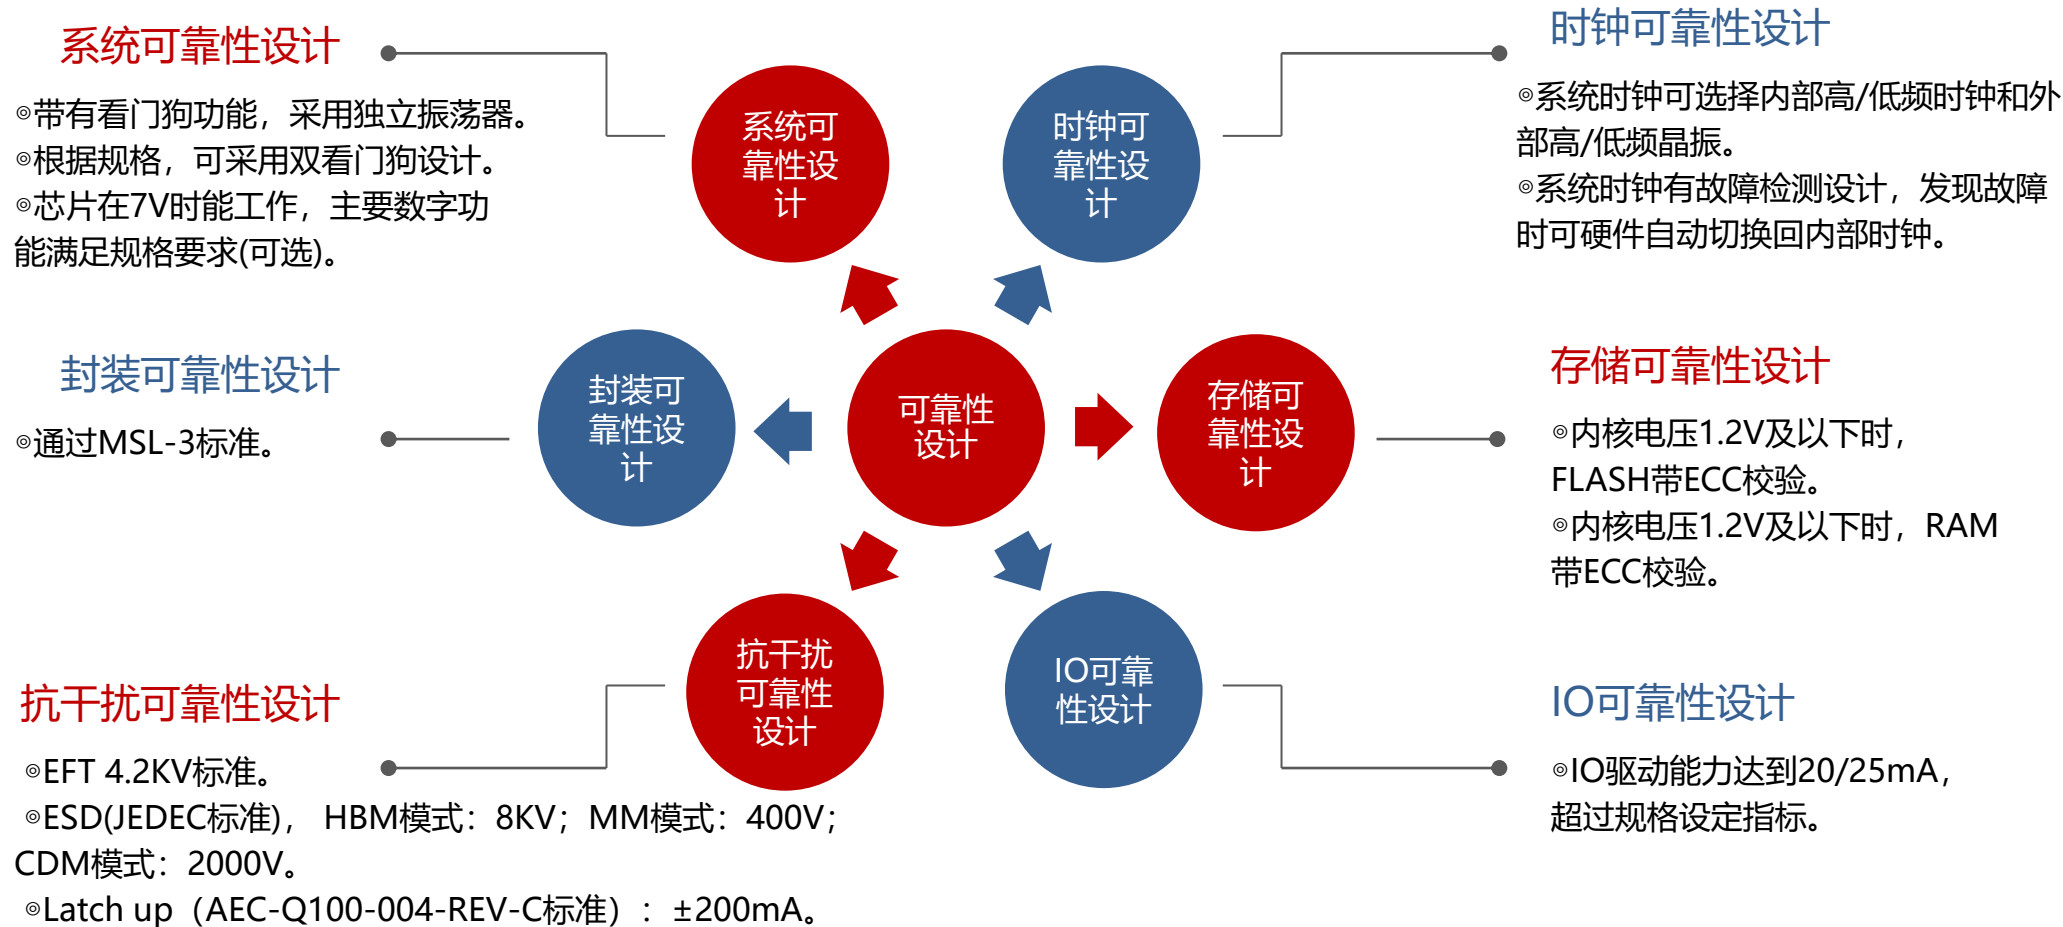 系统可靠性设计
◎带有看门狗功能，采用独立振荡器。
◎根据规格，可采用双看门狗设计。
◎芯片在7V时能工作，主要数字功
能满足规格要求(可选)。
系统可
靠性设
计
时钟可
靠性设
计
时钟可靠性设计
◎系统时钟可选择内部高/低频时钟和外
部高/低频晶振。
◎系统时钟有故障检测设计，发现故障
时可硬件自动切换回内部时钟。
封装可靠性设计
◎通过MSL-3标准。
封装可
靠性设
计
可靠性
设计
存储可
靠性设
计
存储可靠性设计
◎内核电压1.2V及以下时，
FLASH带ECC校验。
◎内核电压1.2V及以下时，RAM
带ECC校验。
抗干扰可靠性设计
◎EFT 4.2KV标准。
◎ESD(JEDEC标准)， HBM模式：8KV；MM模式：400V；
CDM模式：2000V。
◎Latch up（AEC-Q100-004-REV-C标准）：±200mA。
抗干扰
可靠性
设计
IO可靠
性设计
IO可靠性设计
◎IO驱动能力达到20/25mA，
超过规格设定指标。